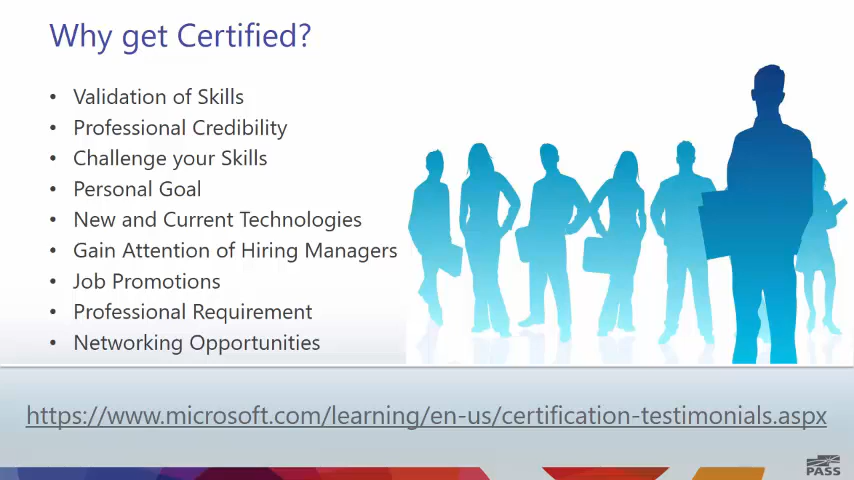 Why get Certified?
• Validation of Skills
• Professional Credibility
• Challenge your Skills
• Personal Goal
• New and Current Technologies
• Gain Attention of Hiring Managers
• Job Promotions
• Professional Requirement
• Networking Opportunities
https://www.microsoft.com/learning/en-us/certification-testimonials.aspx
PASS